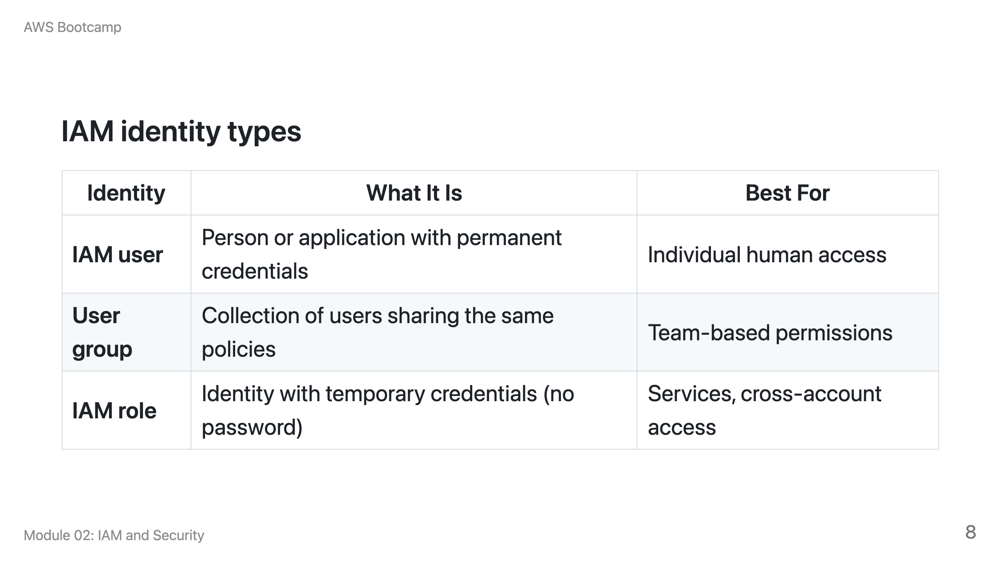 AWS Bootcamp
IAM identity types
Identity
What It Is
Best For
IAM user
Person or application with permanent
credentials
Individual human access
User
group
Collection of users sharing the same
policies
Team-based permissions
IAM role
Identity with temporary credentials (no
password)
Services, cross-account
access
Module 02: IAM and Security
8